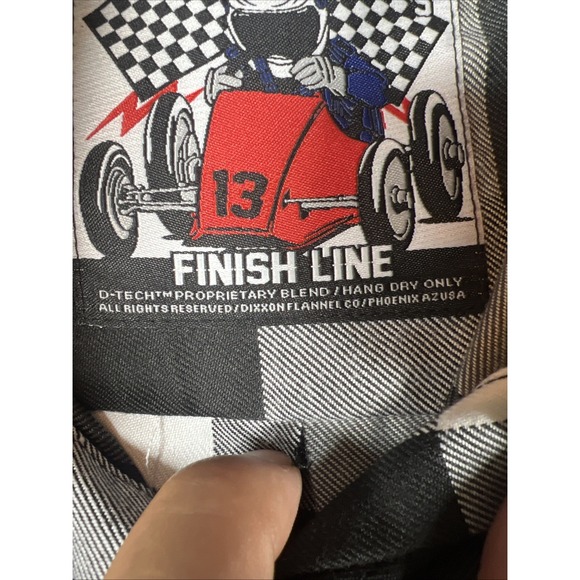 13
FINISH LINE
D-TECH™ PROPRIETARY BLEND / HANG DRY ONLY
ALL RIGHTS RESERVED / DIXXON FLANNEL CO / PHOENIX AZ USA